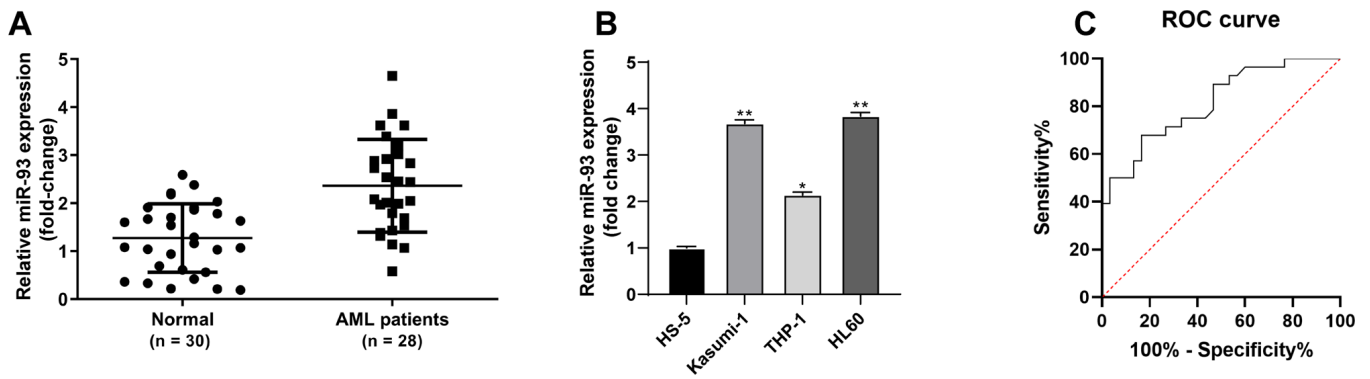 A
Relative miR-93 expression
(fold-change)
5
4
3
2
1
0
Normal
(n = 30)
AML patients
(n = 28)
B
Relative miR-93 expression
(fold change)
5
4
3
2
1
0
**
*
**
HS-5
Kasumi-1
THP-1
HL60
C
ROC curve
Sensitivity%
100
80
60
40
20
0
0 20 40 60 80 100
100% - Specificity%